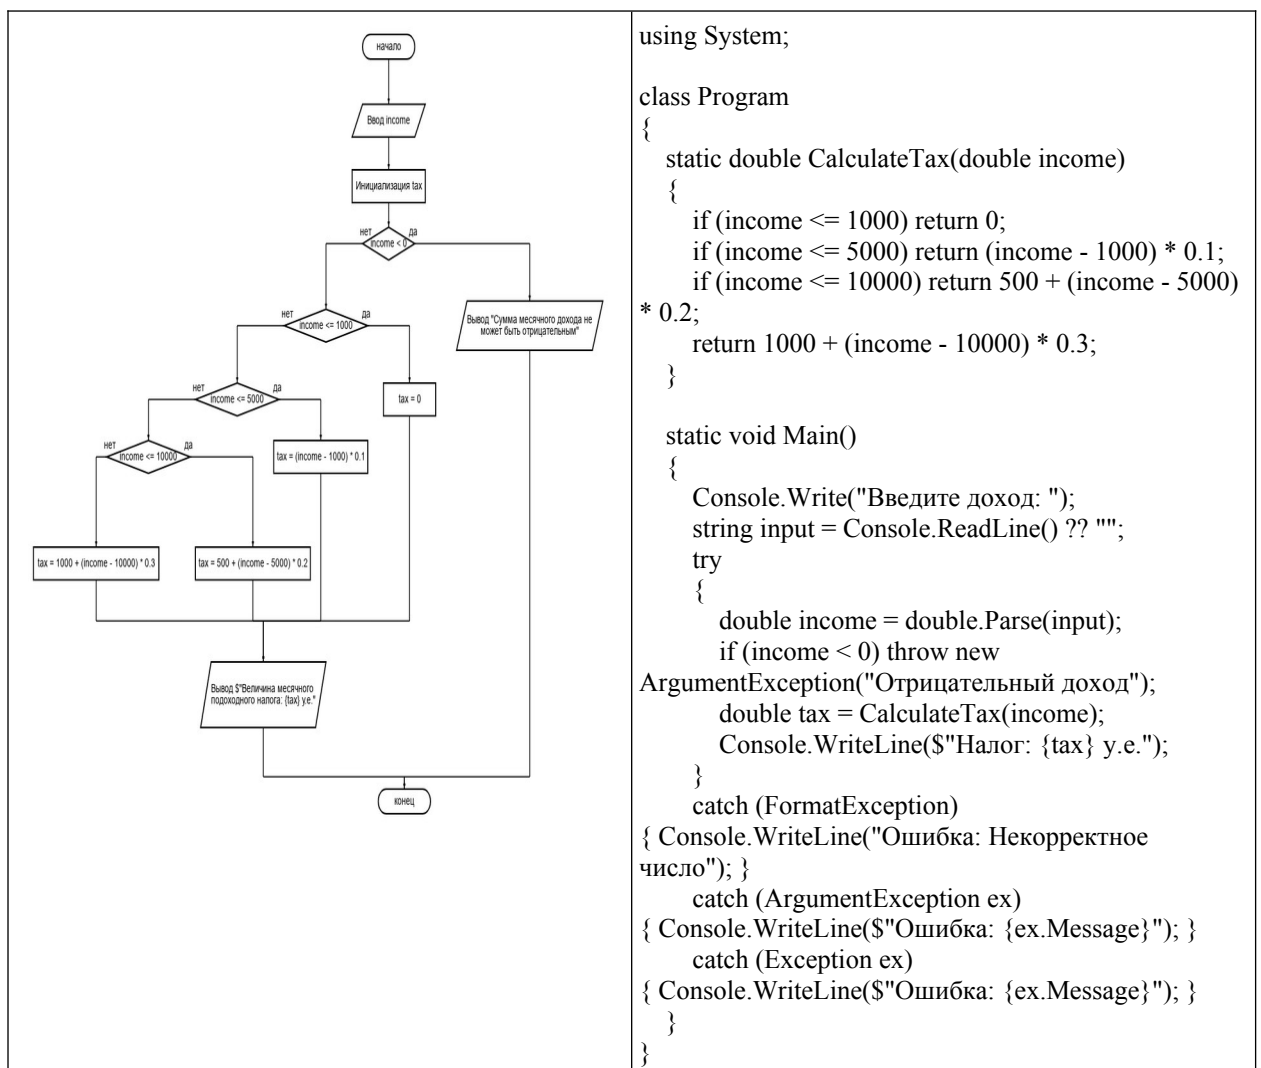 начало
Ввод income
Инициализация tax
нет
да
income < 0
нет
да
income <= 1000
Вывод "Сумма месячного дохода не
может быть отрицательным"
нет
да
income <= 5000
tax = 0
нет
да
income <= 10000
tax = (income - 1000) * 0.1
tax = 1000 + (income - 10000) * 0.3
tax = 500 + (income - 5000) * 0.2
Вывод $"Величина месячного
подоходного налога: {tax} у.е."
конец
using System;
class Program
{
static double CalculateTax(double income)
{
if (income <= 1000) return 0;
if (income <= 5000) return (income - 1000) * 0.1;
if (income <= 10000) return 500 + (income - 5000)
* 0.2;
return 1000 + (income - 10000) * 0.3;
}
static void Main()
{
Console.Write("Введите доход: ");
string input = Console.ReadLine() ?? "";
try
{
double income = double.Parse(input);
if (income < 0) throw new
ArgumentException("Отрицательный доход");
double tax = CalculateTax(income);
Console.WriteLine($"Налог: {tax} у.е.");
}
catch (FormatException)
{ Console.WriteLine("Ошибка: Некорректное
число"); }
catch (ArgumentException ex)
{ Console.WriteLine($"Ошибка: {ex.Message}"); }
catch (Exception ex)
{ Console.WriteLine($"Ошибка: {ex.Message}"); }
}
}